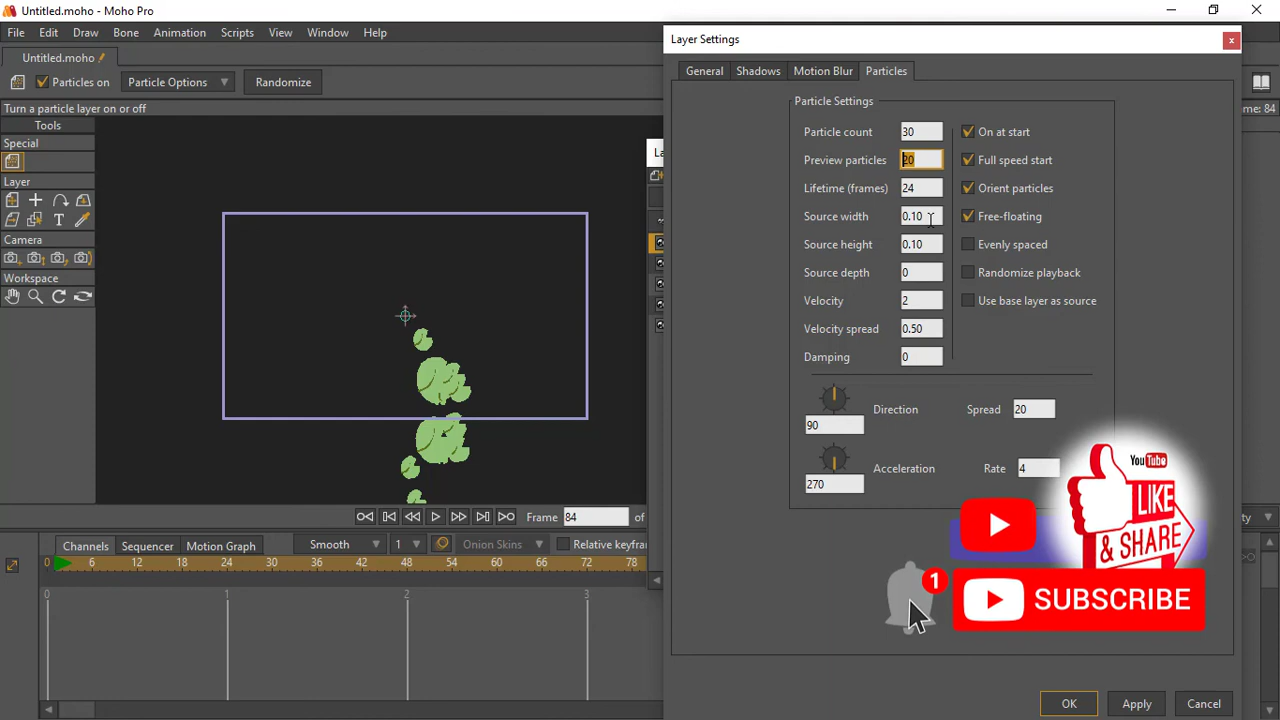 Untitled.moho - Moho Pro
File Edit Draw Bone Animation Scripts View Window Help
Untitled.moho
Particles on Particle Options Randomize
Turn a particle layer on or off
Tools
Special
Layer
Camera
Workspace
Frame 84 of
Channels Sequencer Motion Graph Smooth 1 Onion Skins Relative keyfram
0 6 12 18 24 30 36 42 48 54 60 66 72 78
0 1 2 3
Layer Settings
General Shadows Motion Blur Particles
Particle Settings
Particle count 30 On at start
Preview particles 20 Full speed start
Lifetime (frames) 24 Orient particles
Source width 0.10 Free-floating
Source height 0.10 Evenly spaced
Source depth 0 Randomize playback
Velocity 2 Use base layer as source
Velocity spread 0.50
Damping 0
Direction Spread 20
90
Acceleration Rate 4
270
OK Apply Cancel
me: 84
You Tube
LIKE
& SHARE
1
SUBSCRIBE